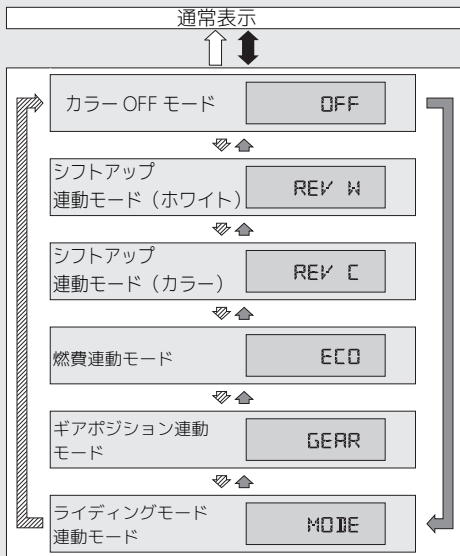 通常表示
カラー OFF モード
OFF
シフトアップ
連動モード（ホワイト）
REV W
シフトアップ
連動モード（カラー）
REV C
燃費連動モード
ECO
ギアポジション連動
モード
GEAR
ライディングモード
連動モード
MODE